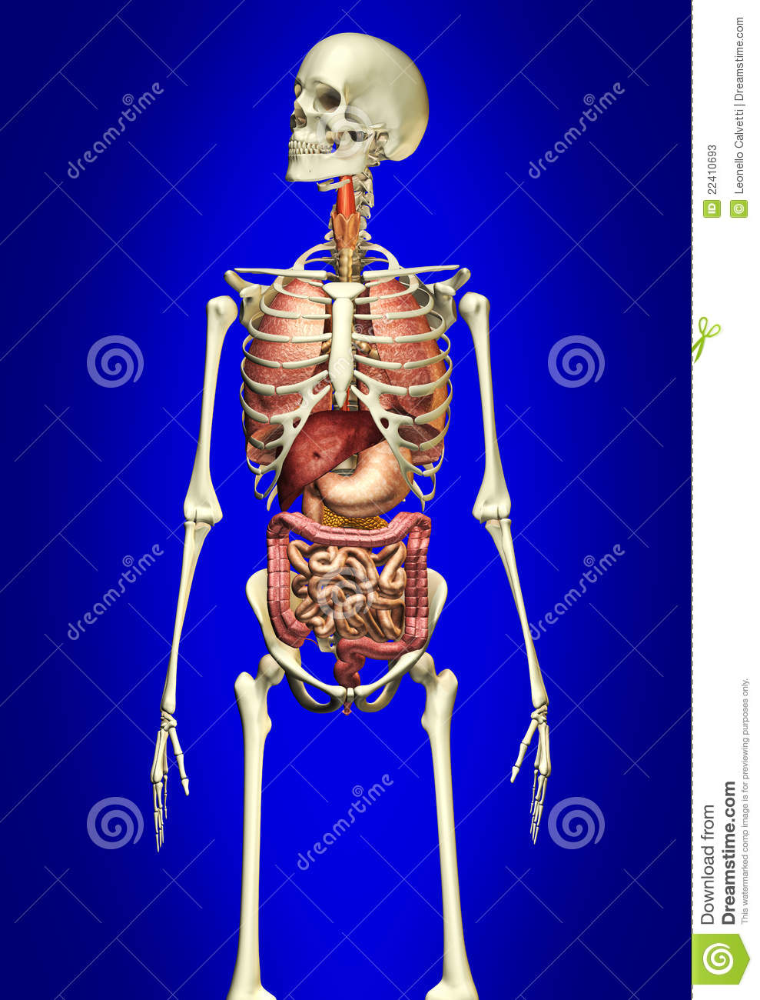 dreamstime
dreamstime
dreamstime
dreamstime
dreamstime
dreamstime
ID 22410693
© Leonello Calvetti | Dreamstime.com
Download from
Dreamstime.com
This watermarked comp image is for previewing purposes only.